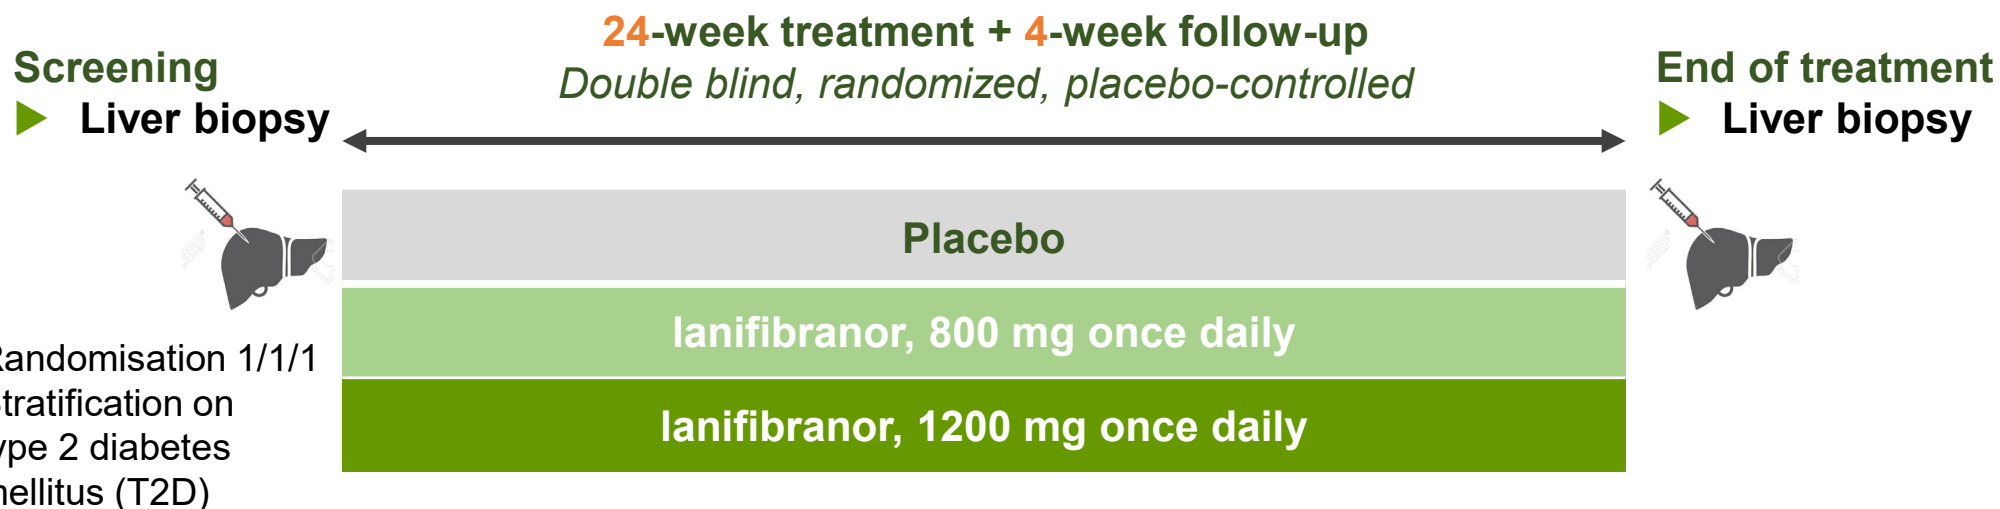 24-week treatment + 4-week follow-up
Double blind, randomized, placebo-controlled
Screening
Liver biopsy
End of treatment
Liver biopsy
Placebo
lanifibranor, 800 mg once daily
lanifibranor, 1200 mg once daily
andomisation 1/1/1
tratification on
ype 2 diabetes
ellitus (T2D)